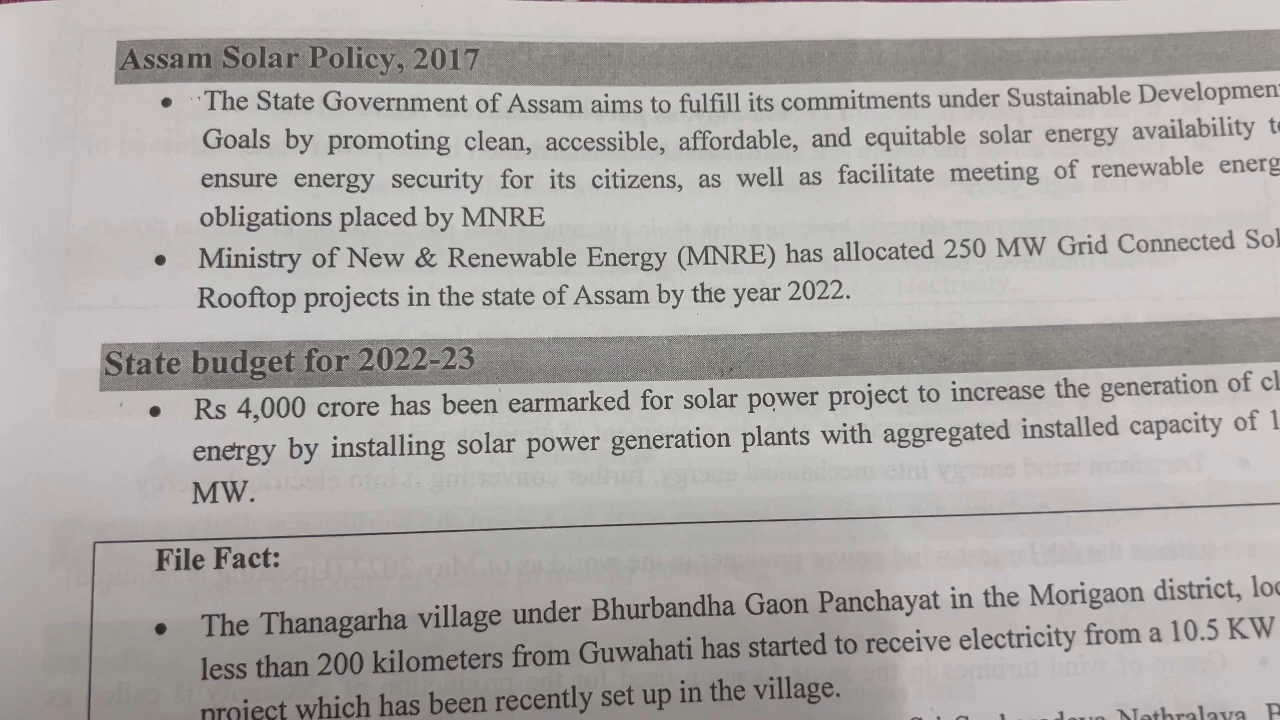 Assam Solar Policy, 2017
• The State Government of Assam aims to fulfill its commitments under Sustainable Developmen
Goals by promoting clean, accessible, affordable, and equitable solar energy availability t
ensure energy security for its citizens, as well as facilitate meeting of renewable energ
obligations placed by MNRE
• Ministry of New & Renewable Energy (MNRE) has allocated 250 MW Grid Connected Sol
Rooftop projects in the state of Assam by the year 2022.
State budget for 2022-23
• Rs 4,000 crore has been earmarked for solar power project to increase the generation of cl
energy by installing solar power generation plants with aggregated installed capacity of 1
MW.
File Fact:
• The Thanagarha village under Bhurbandha Gaon Panchayat in the Morigaon district, loc
less than 200 kilometers from Guwahati has started to receive electricity from a 10.5 KW
project which has been recently set up in the village.
Nethralaya